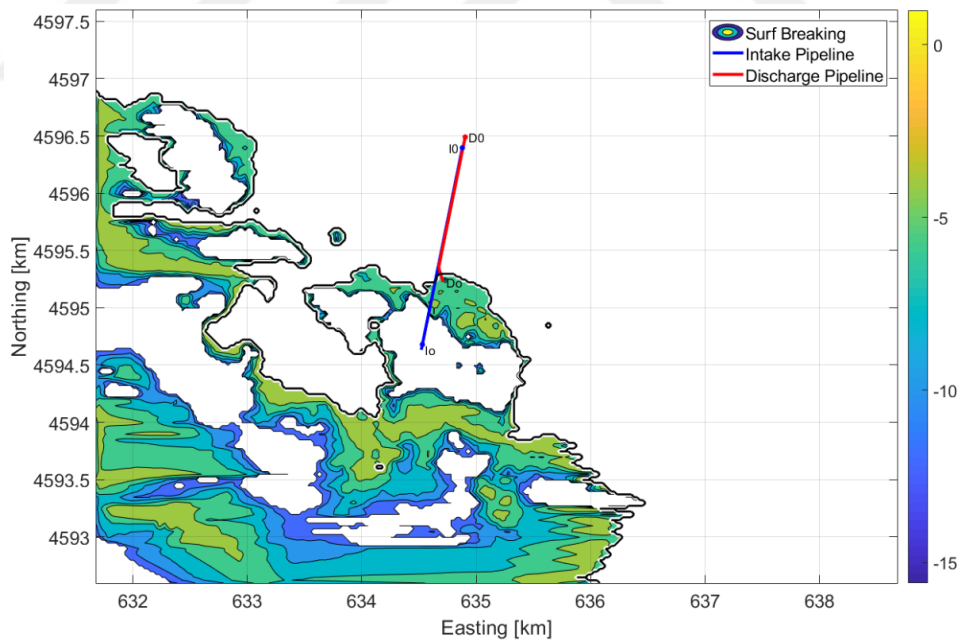 4597.5
4597
4596.5
4596
4595.5
4595
4594.5
4594
4593.5
4593
Northing [km]
Surf Breaking
Intake Pipeline
Discharge Pipeline
D0
I0
Do
Io
0
-5
-10
-15
632 633 634 635 636 637 638
Easting [km]